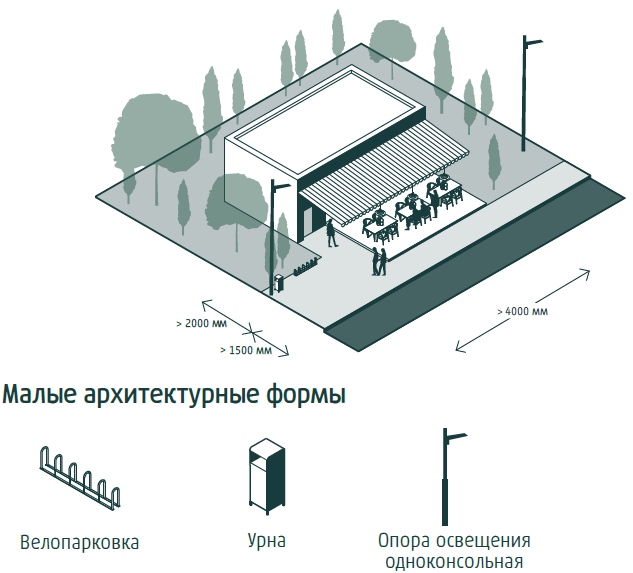 > 2000 мм
> 1500 мм
> 4000 мм
Малые архитектурные формы
Велопарковка
Урна
Опора освещения
одноконсольная